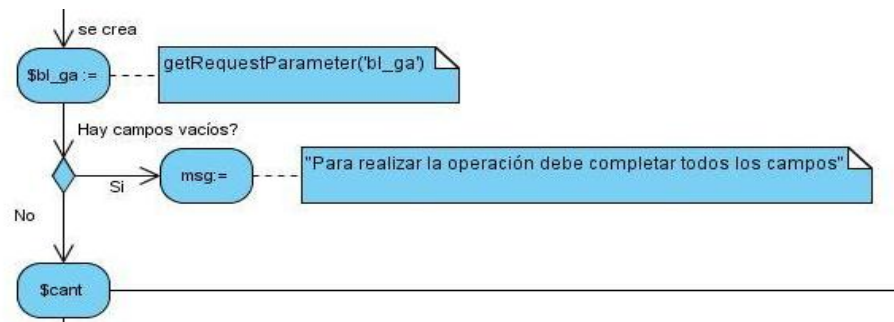 se crea
$bl_ga :=
getRequestParameter('bl_ga')
Hay campos vacíos?
Si
msg:=
"Para realizar la operación debe completar todos los campos"
No
$cant